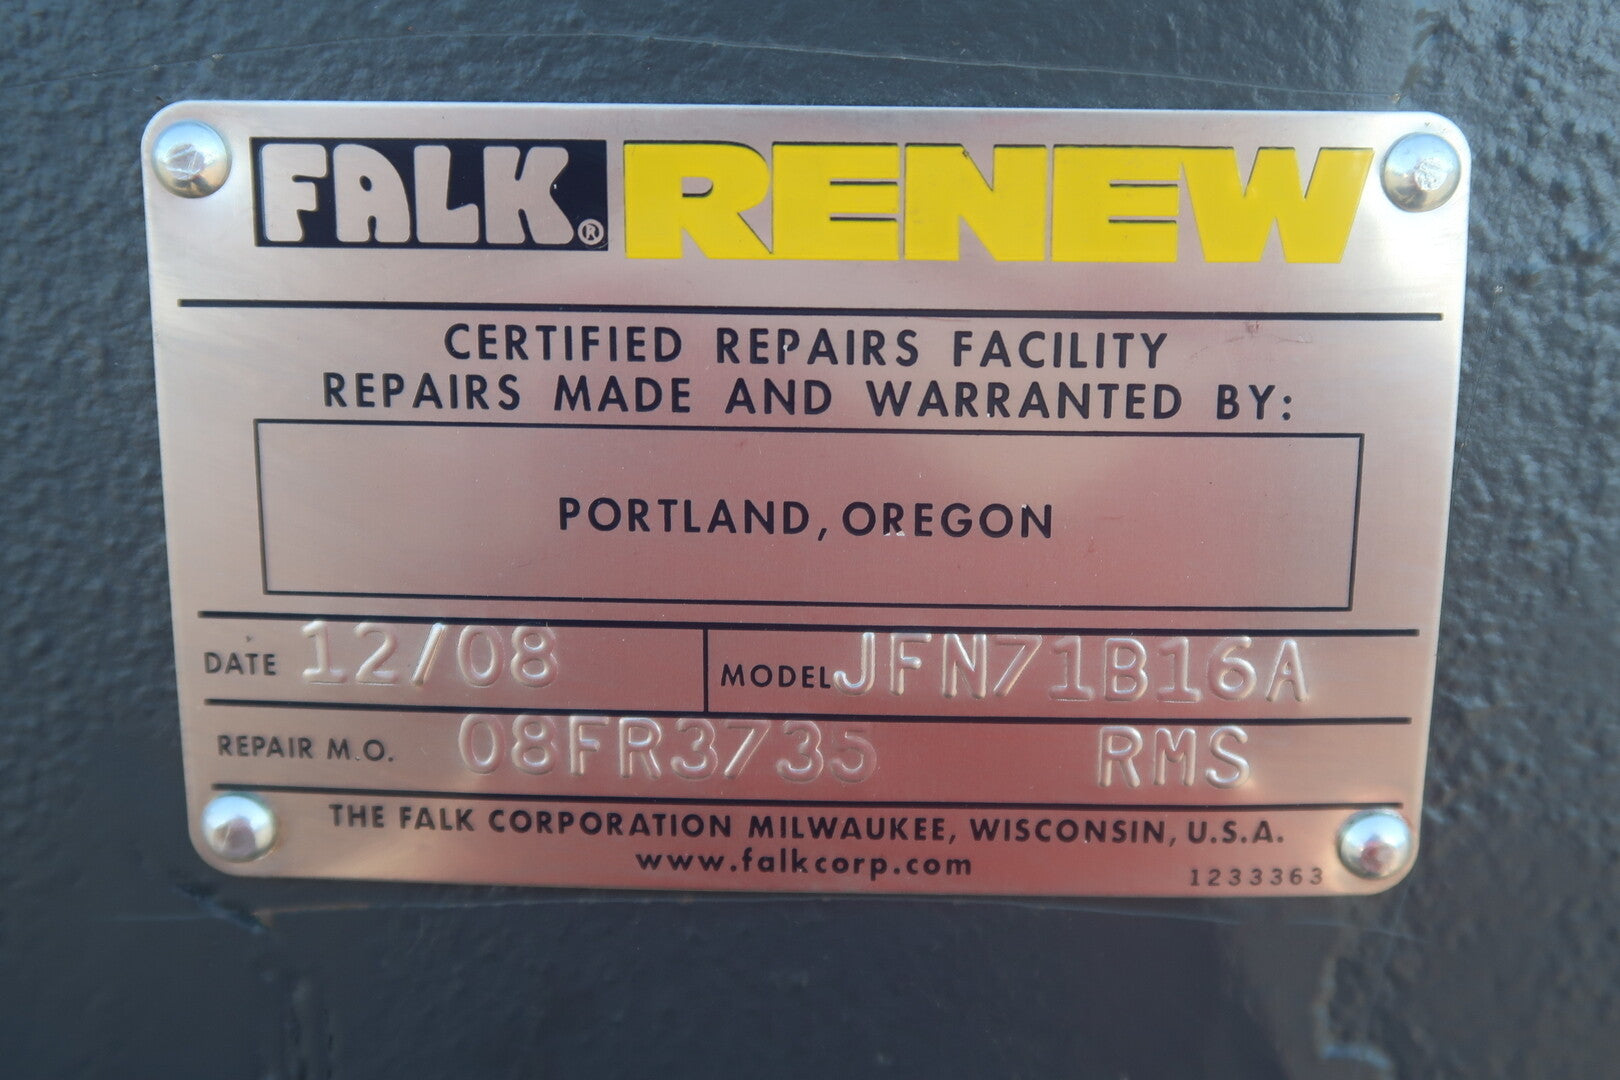 FALK® RENEW
CERTIFIED REPAIRS FACILITY
REPAIRS MADE AND WARRANTED BY:
PORTLAND, OREGON
DATE 12/08 MODEL JFN71B16A
REPAIR M.O. 08FR3735 RMS
THE FALK CORPORATION MILWAUKEE, WISCONSIN, U.S.A.
www.falkcorp.com
1233363